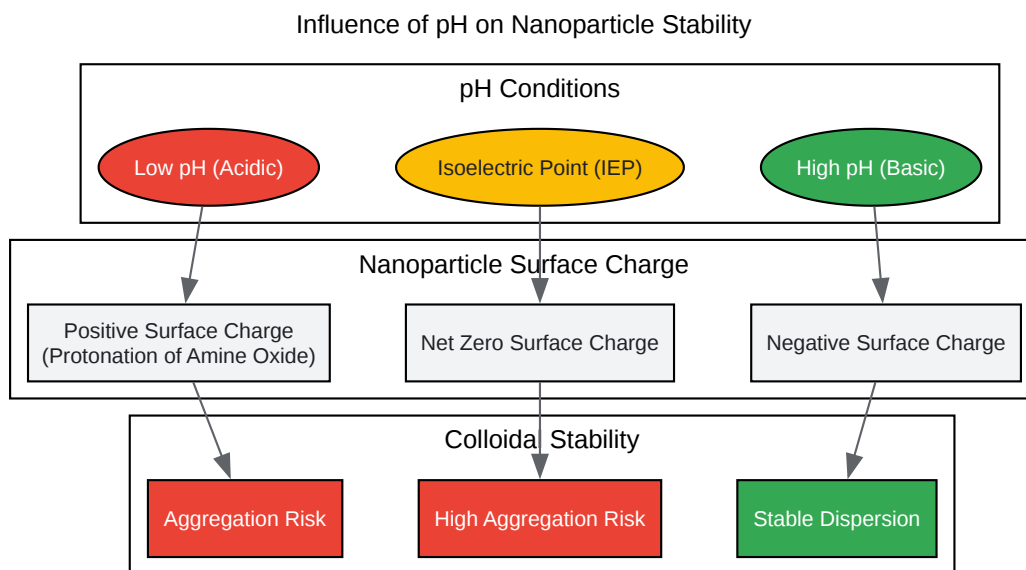 Influence of pH on Nanoparticle Stability
pH Conditions
Low pH (Acidic)
Isoelectric Point (IEP)
High pH (Basic)
Nanoparticle Surface Charge
Positive Surface Charge
(Protonation of Amine Oxide)
Net Zero Surface Charge
Negative Surface Charge
Colloidal Stability
Aggregation Risk
High Aggregation Risk
Stable Dispersion